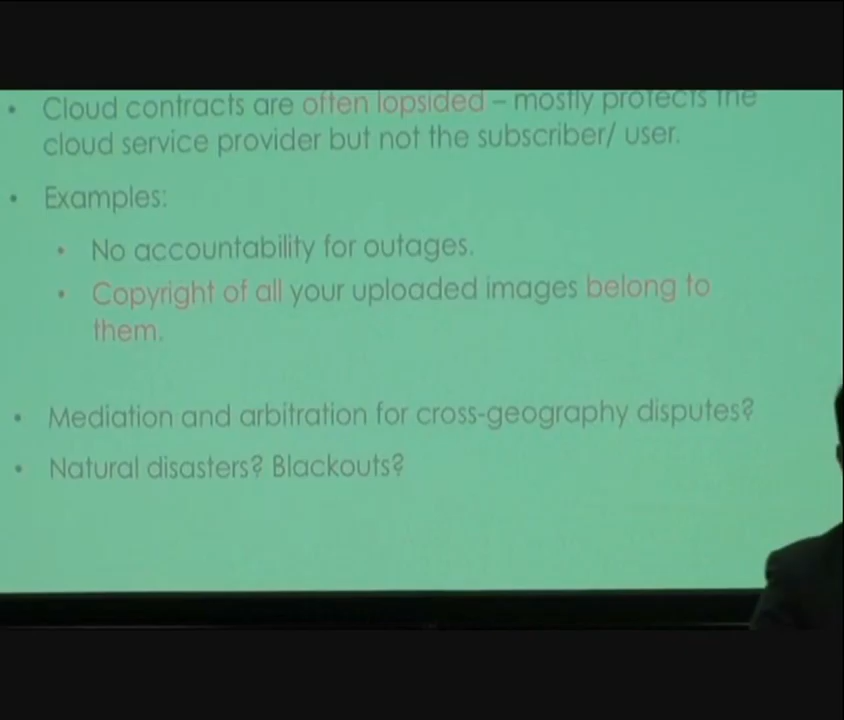 • Cloud contracts are often lopsided – mostly protects the
cloud service provider but not the subscriber/ user.
• Examples:
• No accountability for outages.
• Copyright of all your uploaded images belong to
them.
• Mediation and arbitration for cross-geography disputes?
• Natural disasters? Blackouts?